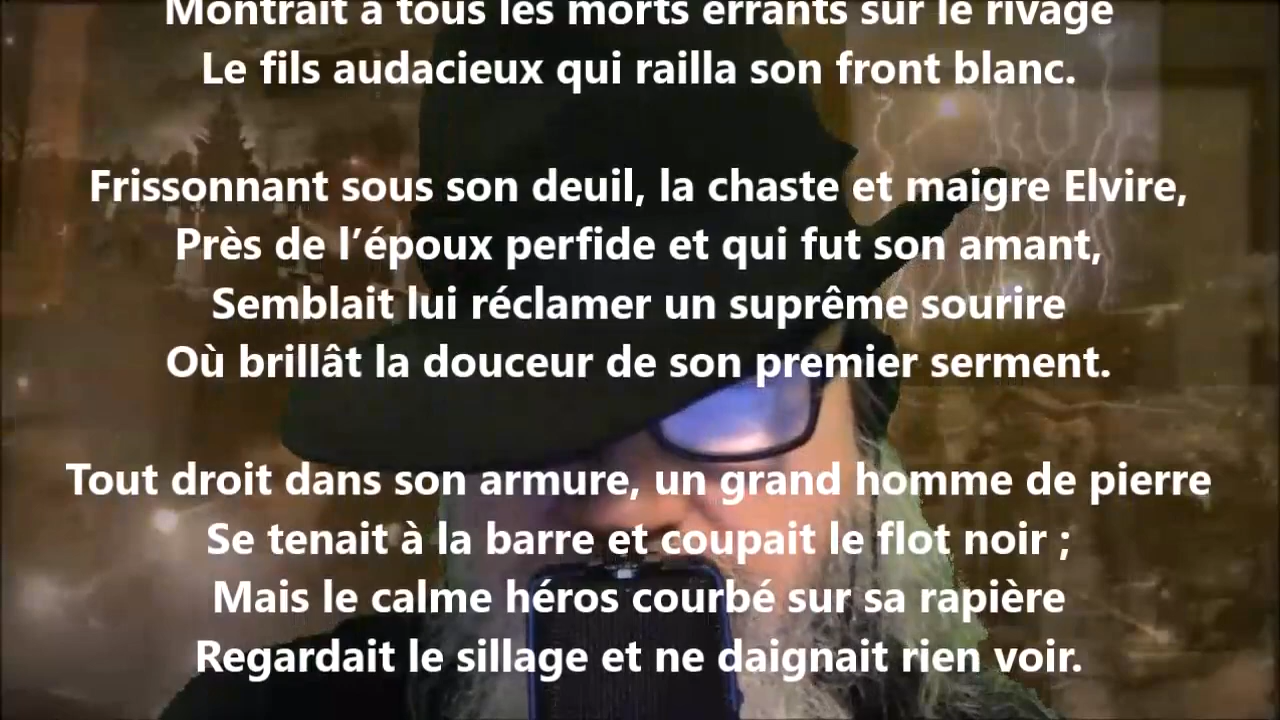 Montrait à tous les morts errants sur le rivage
Le fils audacieux qui railla son front blanc.
Frissonnant sous son deuil, la chaste et maigre Elvire,
Près de l’époux perfide et qui fut son amant,
Semblait lui réclamer un suprême sourire
Où brillât la douceur de son premier serment.
Tout droit dans son armure, un grand homme de pierre
Se tenait à la barre et coupait le flot noir ;
Mais le calme héros courbé sur sa rapière
Regardait le sillage et ne daignait rien voir.